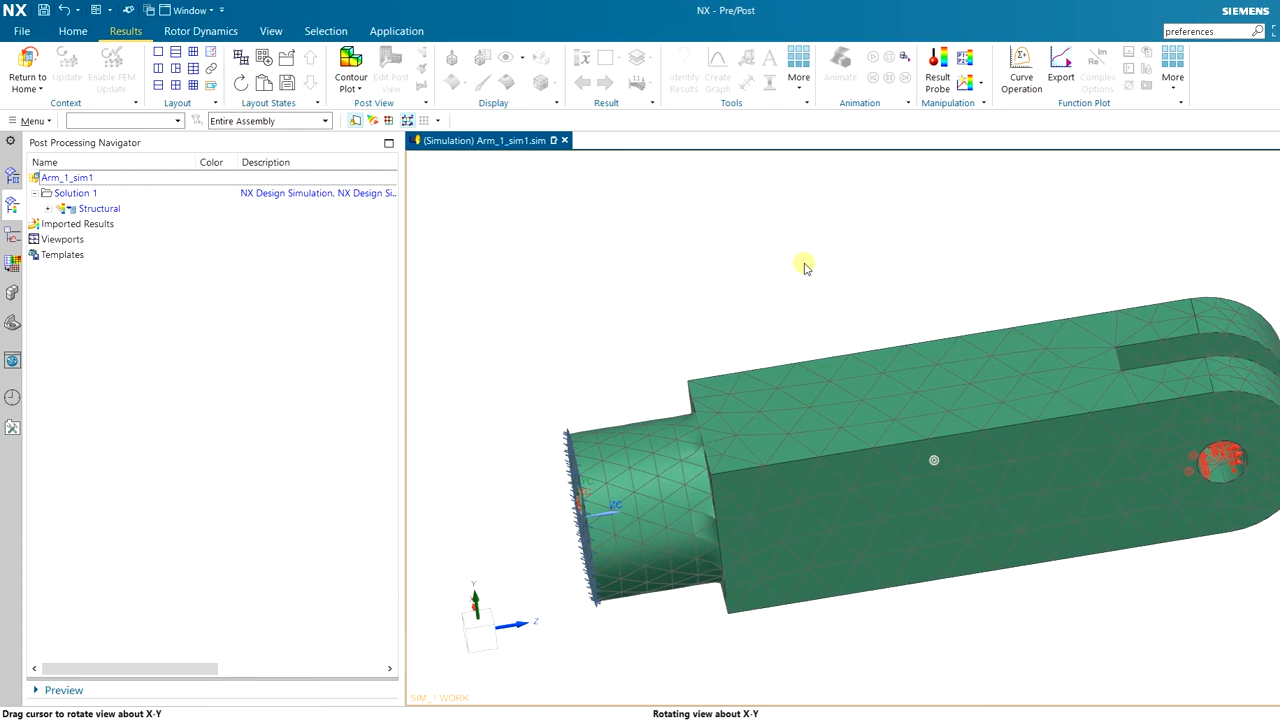 NX
Window
NX - Pre/Post
SIEMENS
File
Home
Results
Rotor Dynamics
View
Selection
Application
preferences
Return to Home
Update
Enable FEM Update
Context
Layout
Layout States
Contour Plot
Edit Post View
Post View
Display
Result
Identify Results
Create Graph
More
Tools
Animate
Animation
Result Probe
Manipulation
Curve Operation
Export
Complex Options
More
Function Plot
Menu
Entire Assembly
Post Processing Navigator
(Simulation) Arm_1_sim1.sim
Name
Color
Description
Arm_1_sim1
Solution 1
NX Design Simulation, NX Design Si..
Structural
Imported Results
Viewports
Templates
ZC
Y
Z
SIM_1 WORK
Preview
Drag cursor to rotate view about X-Y
Rotating view about X-Y